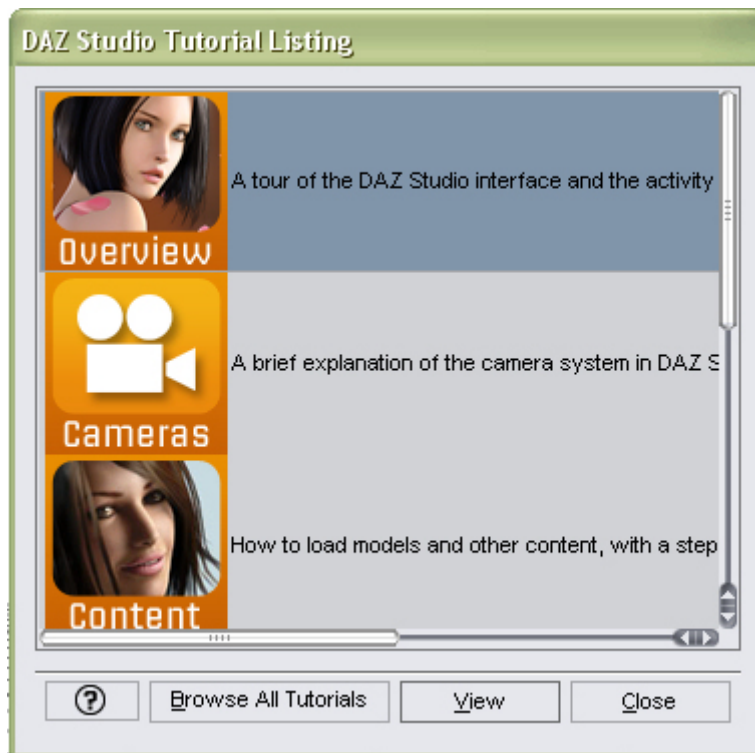 DAZ Studio Tutorial Listing
A tour of the DAZ Studio interface and the activity
Overview
A brief explanation of the camera system in DAZ S
Cameras
How to load models and other content, with a step
Content
? Browse All Tutorials View Close